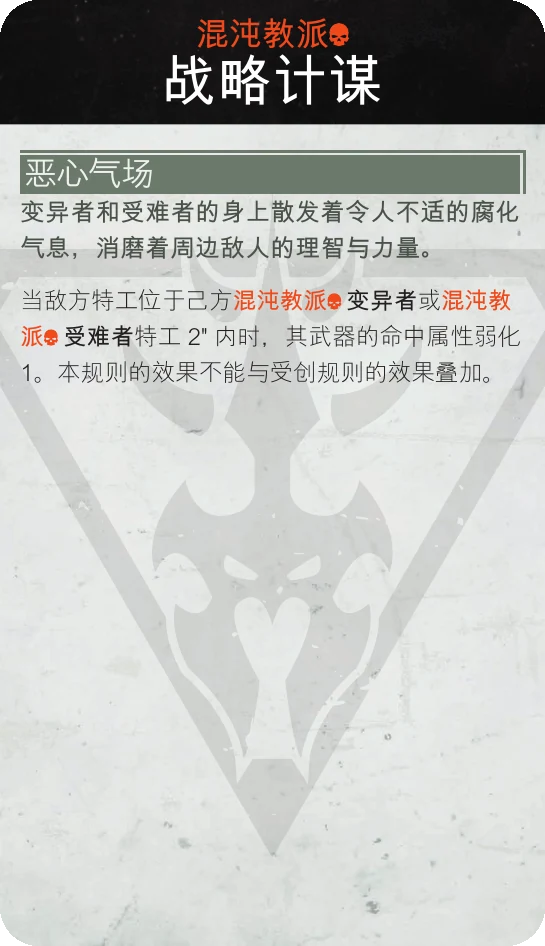 混沌教派
战略计谋
恶心气场
变异者和受难者的身上散发着令人不适的腐化
气息，消磨着周边敌人的理智与力量。
当敌方特工位于己方混沌教派 变异者或混沌教
派 受难者特工 2" 内时，其武器的命中属性弱化
1。本规则的效果不能与受创规则的效果叠加。